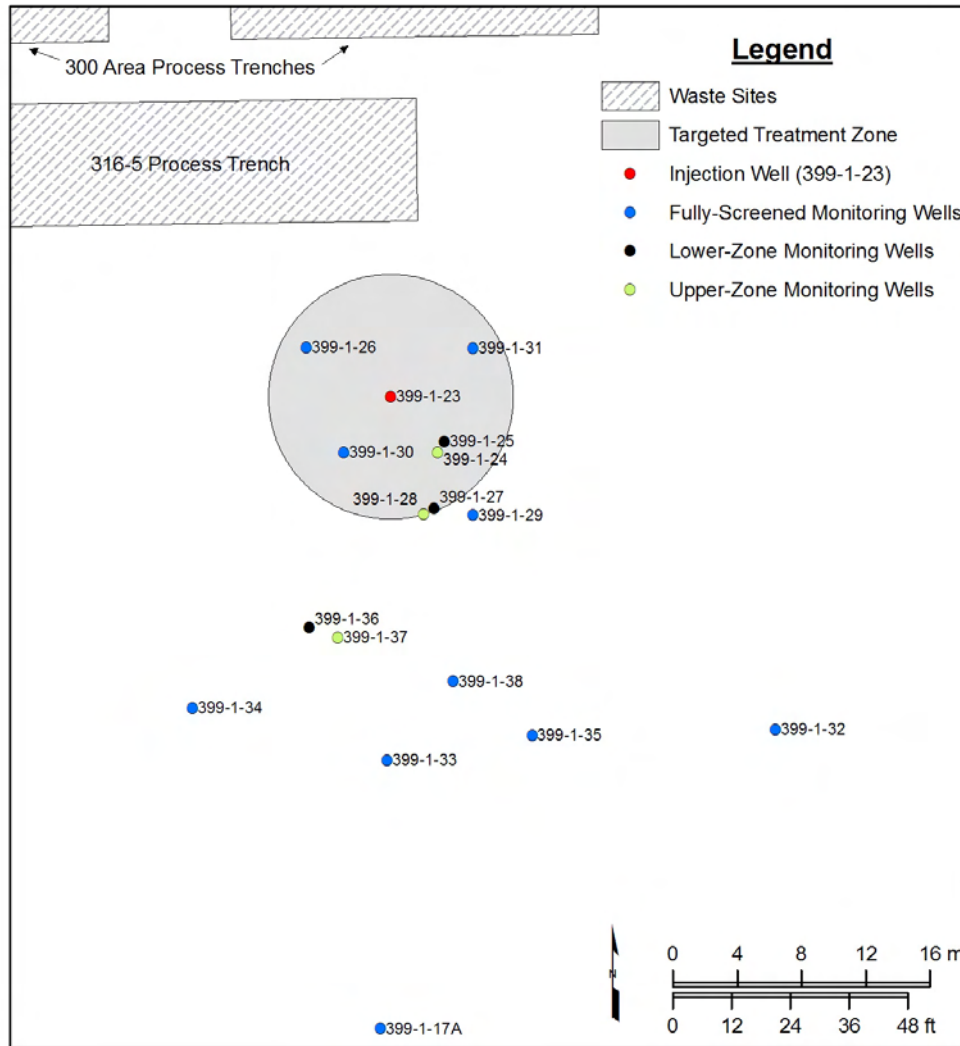 Legend
300 Area Process Trenches
Waste Sites
Targeted Treatment Zone
316-5 Process Trench
Injection Well (399-1-23)
Fully-Screened Monitoring Wells
Lower-Zone Monitoring Wells
Upper-Zone Monitoring Wells
399-1-26
399-1-31
399-1-23
399-1-25
399-1-30
399-1-24
399-1-28
399-1-27
399-1-29
399-1-36
399-1-37
399-1-38
399-1-34
399-1-32
399-1-35
399-1-33
N
0 4 8 12 16 m
0 12 24 36 48 ft
399-1-17A